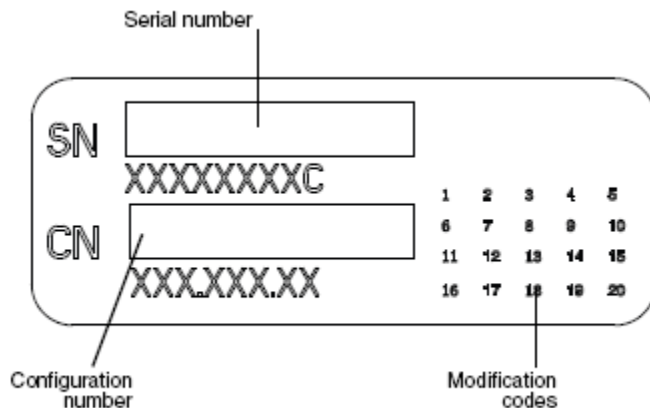 Serial number
SN
XXXXXXXXC
1 2 3 4 5
6 7 8 9 10
CN
11 12 13 14 15
XXX.XXX.XX
16 17 18 19 20
Configuration
number
Modification
codes